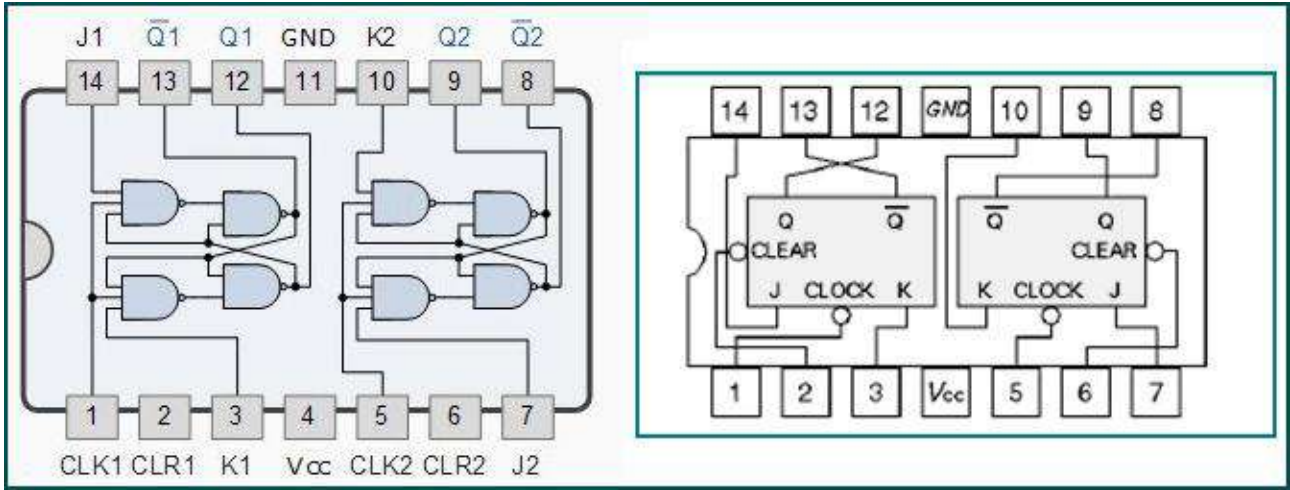 J1 Q̅1 Q1 GND K2 Q2 Q̅2
14 13 12 11 10 9 8
1 2 3 4 5 6 7
CLK1 CLR1 K1 Vcc CLK2 CLR2 J2
14 13 12 GND 10 9 8
Q Q̅ Q̅ Q
CLEAR CLEAR
J CLOCK K K CLOCK J
1 2 3 Vcc 5 6 7